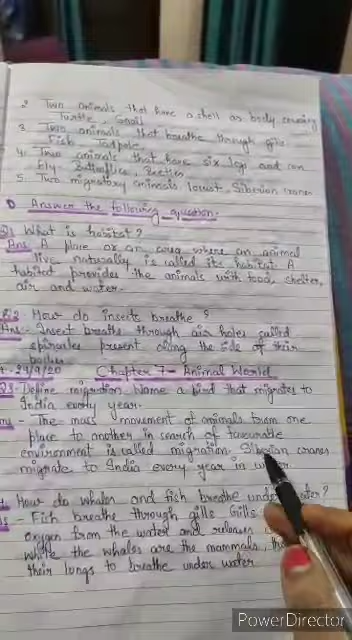 2. Two animals that have a shell as body covering
Turtle, Snail
3. Two animals that breathe through gills
Fish Tadpole
4. Two animals that have six legs and can
fly Butterflies, Beetles
5. Two migratory animals locust, Siberian crane
D Answer the following question.
Q1 What is habitat?
Ans A place or an area where an animal
live naturally is called its habitat. A
habitat provides the animals with food, shelter,
air and water.
Q2 How do insects breathe?
Ans- Insect breathe through air holes called
spiracles present along the side of their
bodies.
24/9/20 Chapter 7- Animal World
Q3 Define migration. Name a bird that migrates to
India every year.
The mass movement of animals from one
place to another in search of favourable
environment is called migration. Siberian cranes
migrate to India every year in
How do whales and fish breathe under water?
Fish breathe through gills. Gills
oxygen from the water and releases
while the whales are the mammals,
their lungs to breathe under water
PowerDirector